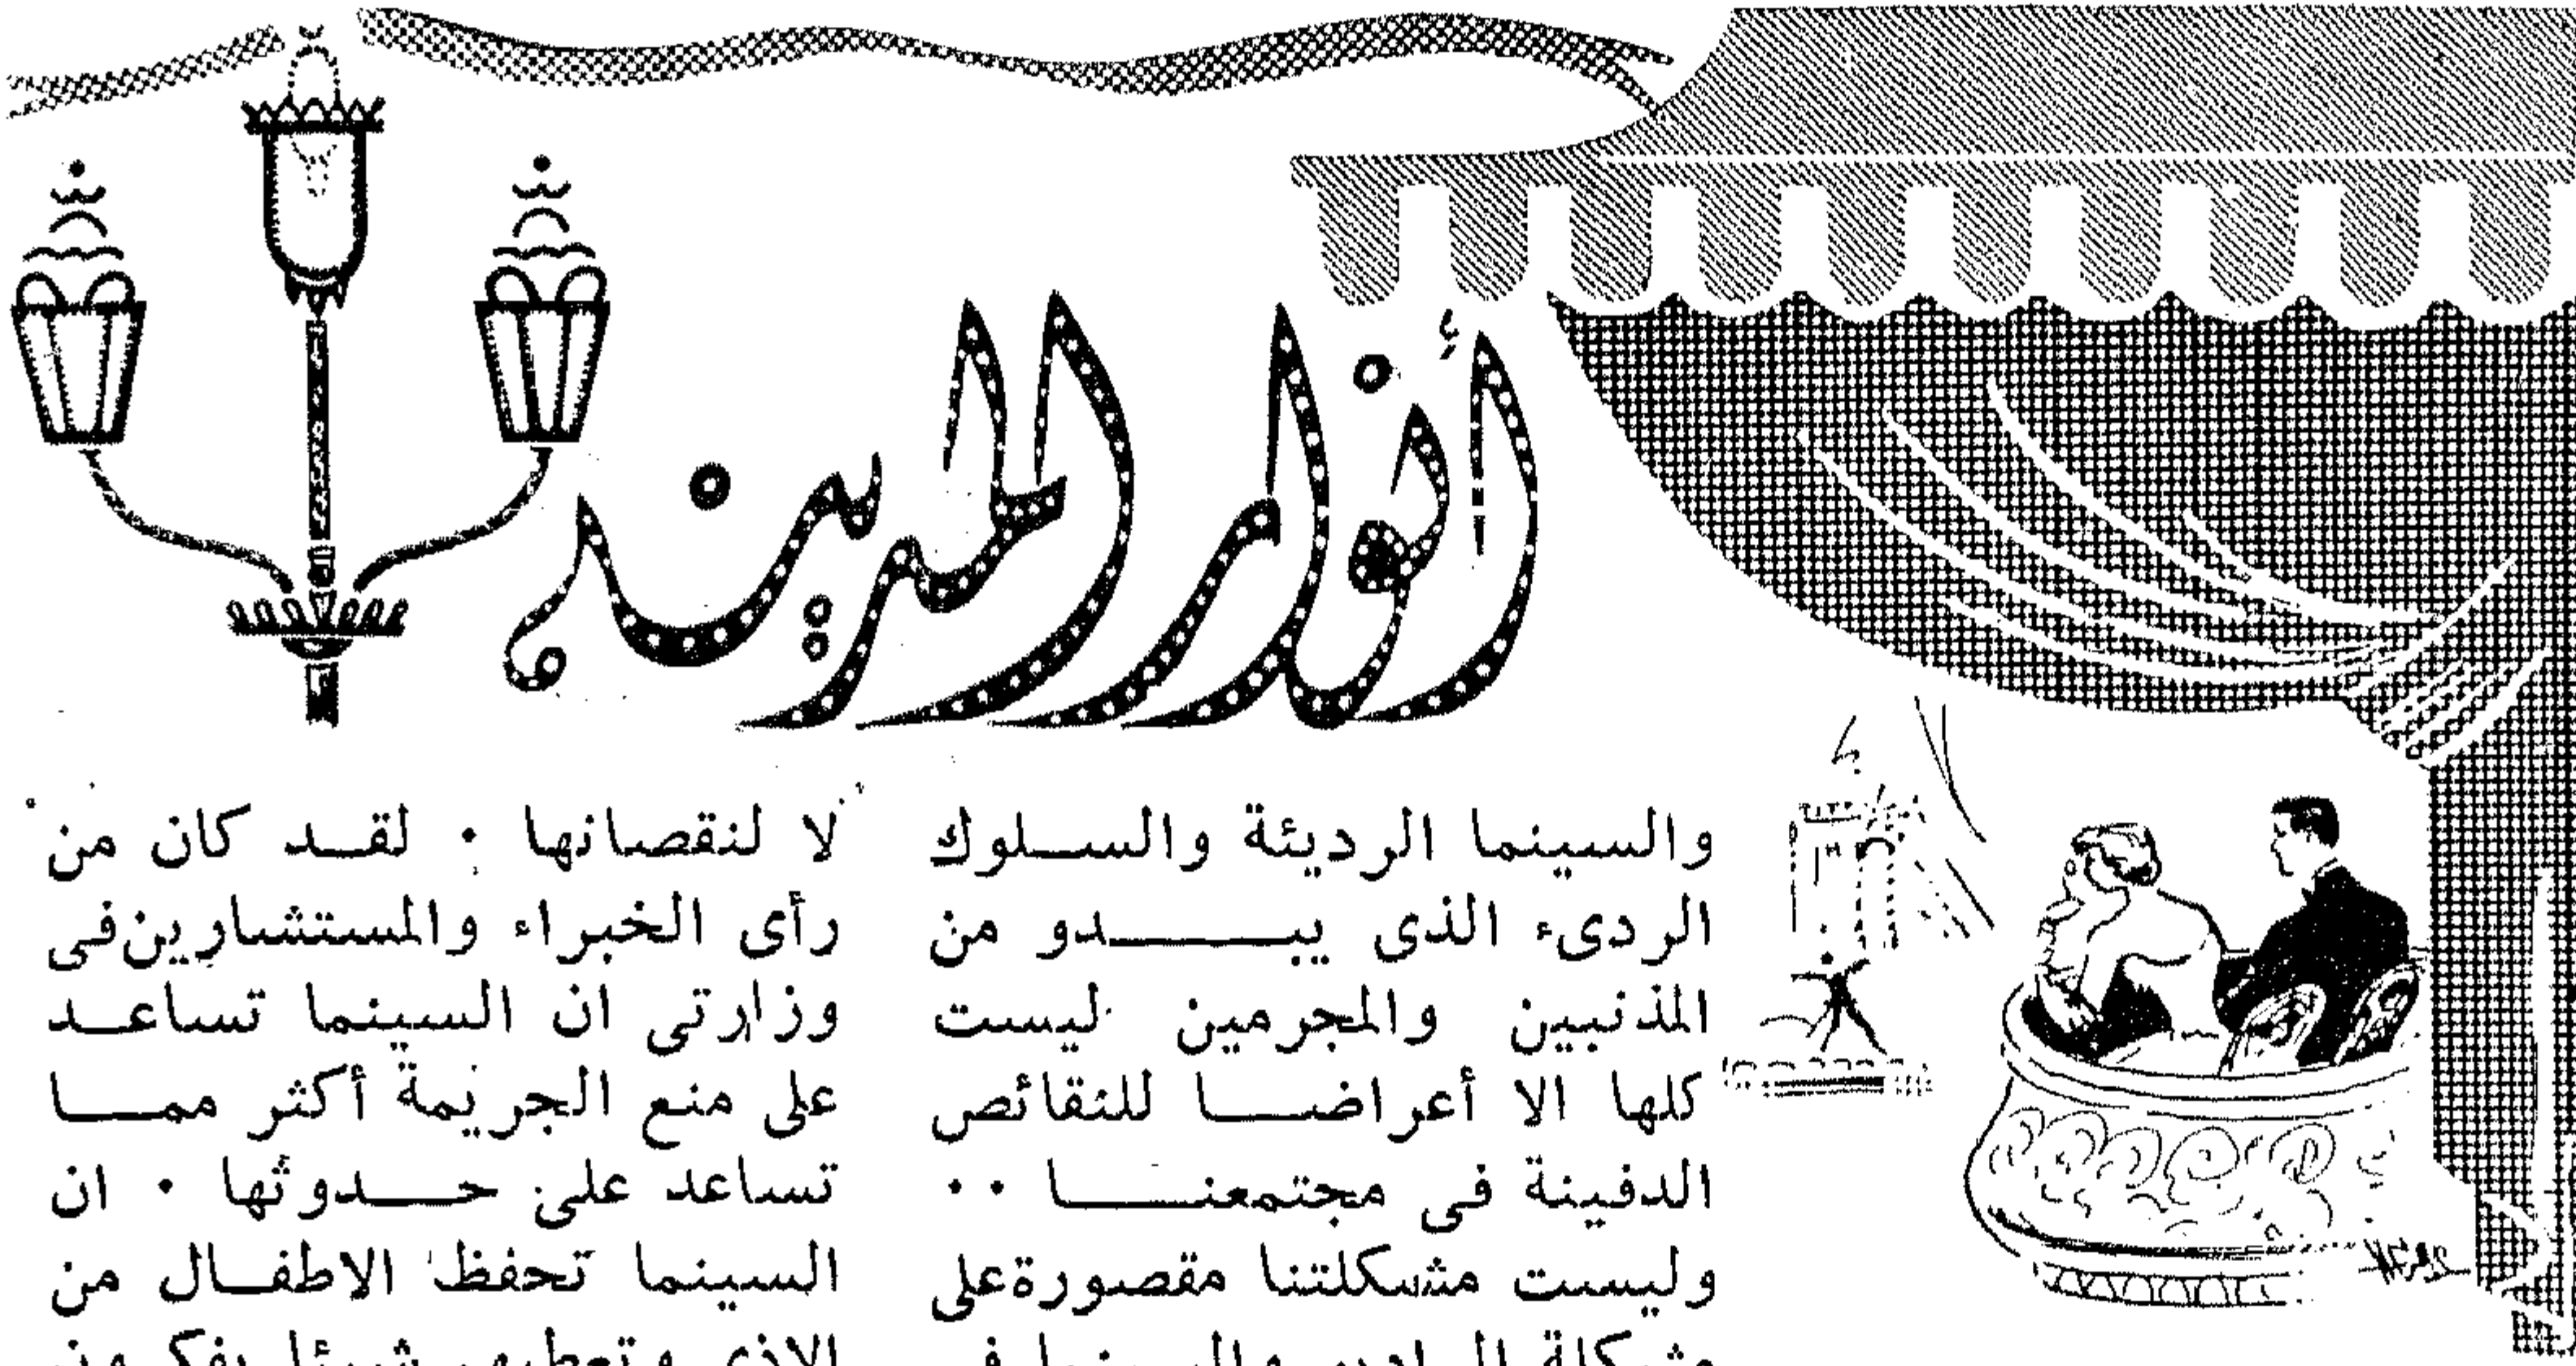 أنوار المدينة
والسينما الرديئة والسلوك
الردىء الذى يبدو من
المذنبين والمجرمين ليست
كلها الا أعراضا للنقائص
الدفينة فى مجتمعنا ..
وليست مشكلتنا مقصورة على
لا لنقصانها . لقد كان من
رأى الخبراء والمستشارين فى
وزارتى ان السينما تساعد
على منع الجريمة أكثر مما
تساعد على حدوثها . ان
السينما تحفظ الاطفال من